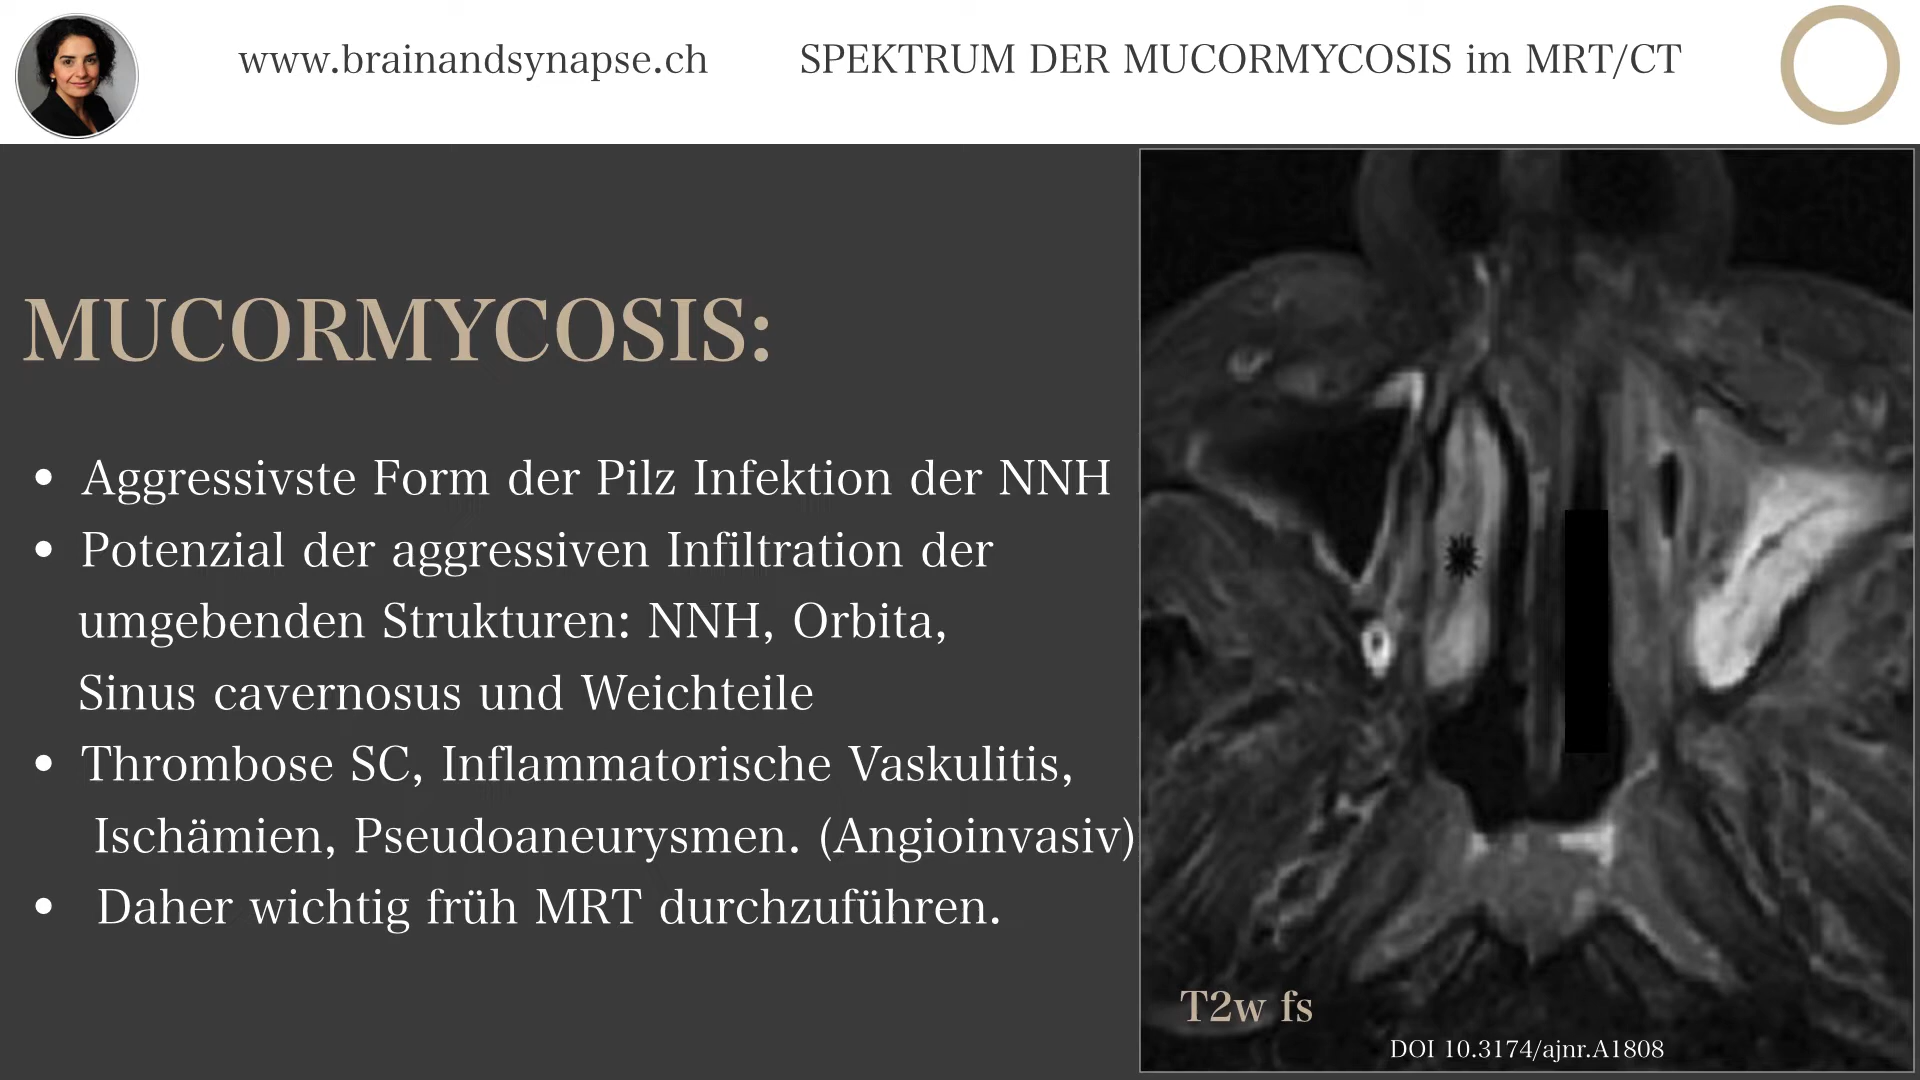 www.brainandsynapse.ch
SPEKTRUM DER MUCORMYCOSIS im MRT/CT
MUCORMYCOSIS:
• Aggressivste Form der Pilz Infektion der NNH
• Potenzial der aggressiven Infiltration der
umgebenden Strukturen: NNH, Orbita,
Sinus cavernosus und Weichteile
• Thrombose SC, Inflammatorische Vaskulitis,
Ischämien, Pseudoaneurysmen. (Angioinvasiv)
• Daher wichtig früh MRT durchzuführen.
T2w fs
DOI 10.3174/ajnr.A1808